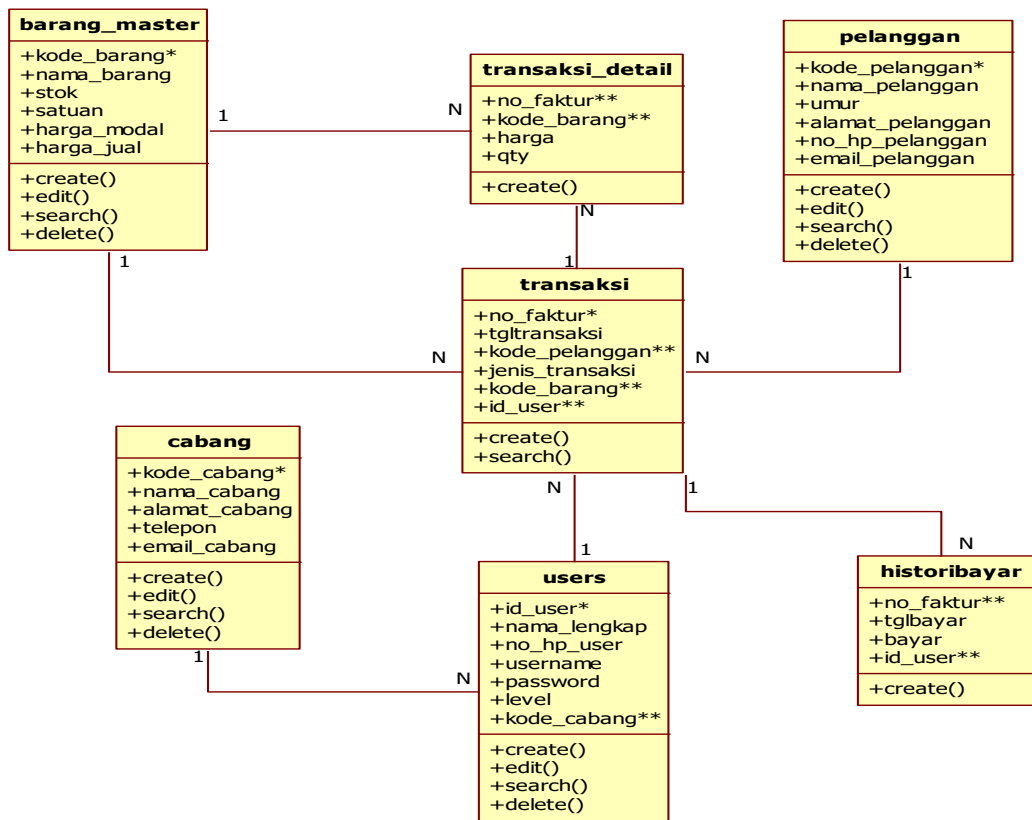 barang_master
+kode_barang*
+nama_barang
+stok
+satuan
+harga_modal
+harga_jual
+create()
+edit()
+search()
+delete()
1
N
transaksi_detail
+no_faktur**
+kode_barang**
+harga
+qty
+create()
pelanggan
+kode_pelanggan*
+nama_pelanggan
+umur
+alamat_pelanggan
+no_hp_pelanggan
+email_pelanggan
+create()
+edit()
+search()
+delete()
N
1
1
N
1
N
transaksi
+no_faktur*
+tgltransaksi
+kode_pelanggan**
+jenis_transaksi
+kode_barang**
+id_user**
+create()
+search()
cabang
+kode_cabang*
+nama_cabang
+alamat_cabang
+telepon
+email_cabang
+create()
+edit()
+search()
+delete()
N
1
1
N
1
N
users
+id_user*
+nama_lengkap
+no_hp_user
+username
+password
+level
+kode_cabang**
+create()
+edit()
+search()
+delete()
historibayar
+no_faktur**
+tglbayar
+bayar
+id_user**
+create()